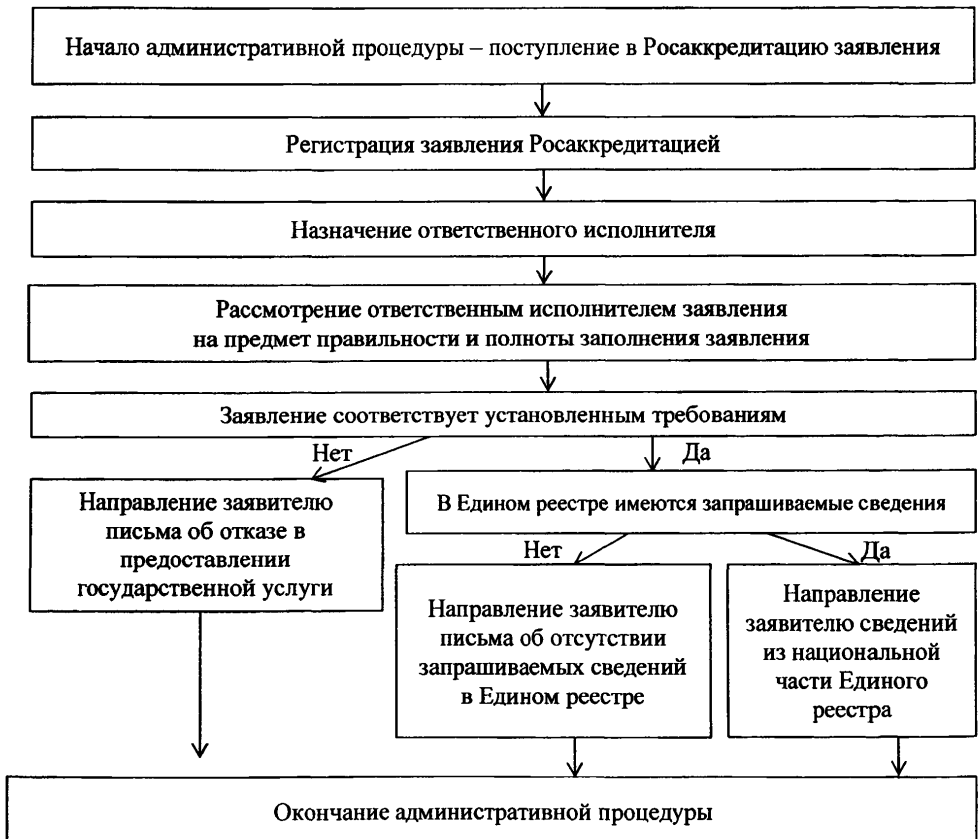 Начало административной процедуры – поступление в Росаккредитацию заявления
Регистрация заявления Росаккредитацией
Назначение ответственного исполнителя
Рассмотрение ответственным исполнителем заявления
на предмет правильности и полноты заполнения заявления
Заявление соответствует установленным требованиям
Нет
Да
Направление заявителю
письма об отказе в
предоставлении
государственной услуги
В Едином реестре имеются запрашиваемые сведения
Нет
Да
Направление заявителю
письма об отсутствии
запрашиваемых сведений
в Едином реестре
Направление
заявителю сведений
из национальной
части Единого
реестра
Окончание административной процедуры